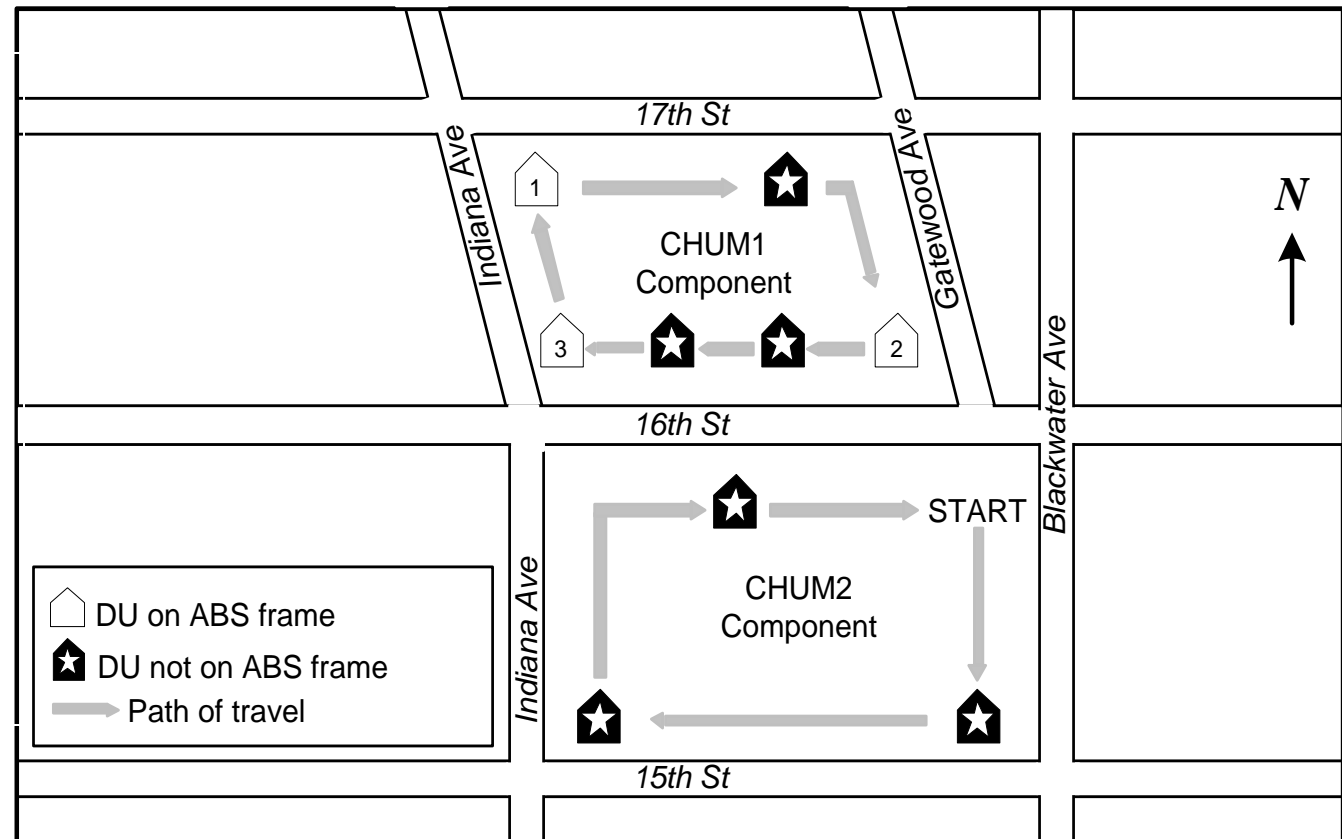 17th St
Indiana Ave
Gatewood Ave
N
1
CHUM1
Component
3
2
16th St
Blackwater Ave
START
CHUM2
Component
Indiana Ave
DU on ABS frame
DU not on ABS frame
Path of travel
15th St